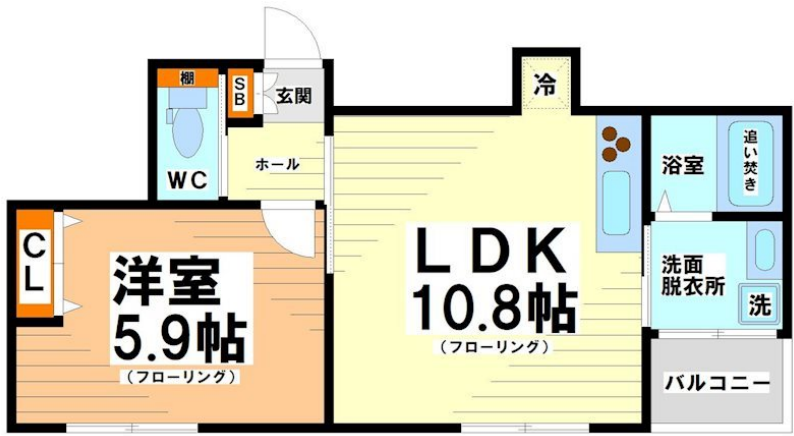 棚
SB
玄関
冷
WC
ホール
追い焚き
浴室
CL
洋室
5.9帖
(フローリング)
LDK
10.8帖
(フローリング)
洗面
脱衣所
洗
バルコニー